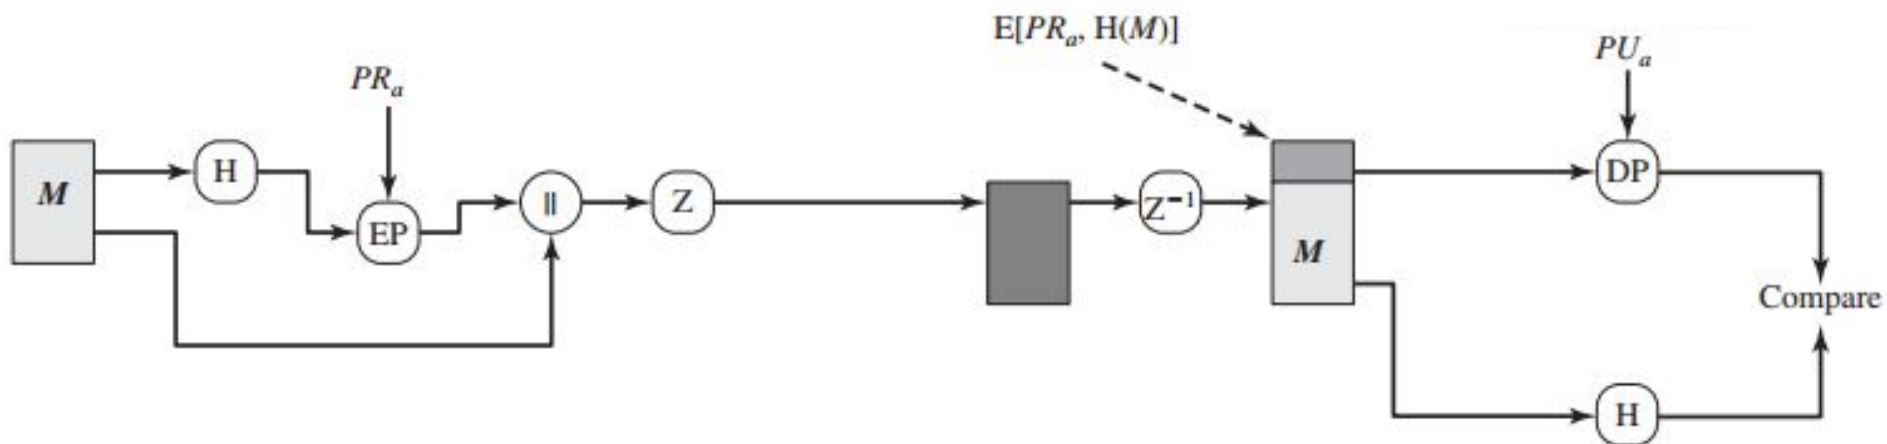 E[PRₐ, H(M)]
PUₐ
PRₐ
M
H
EP
||
Z
Z⁻¹
M
DP
Compare
H